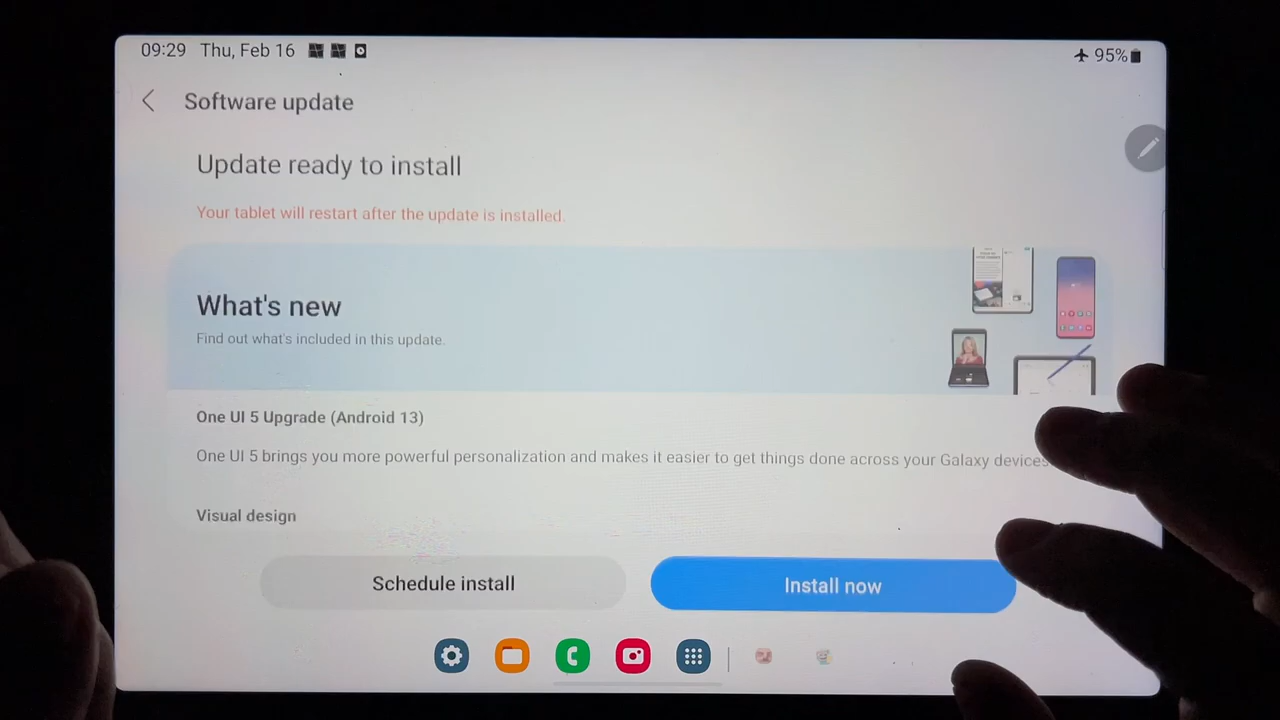 09:29 Thu, Feb 16
95%
Software update
Update ready to install
Your tablet will restart after the update is installed.
What's new
Find out what's included in this update.
One UI 5 Upgrade (Android 13)
One UI 5 brings you more powerful personalization and makes it easier to get things done across your Galaxy devices
Visual design
Schedule install
Install now